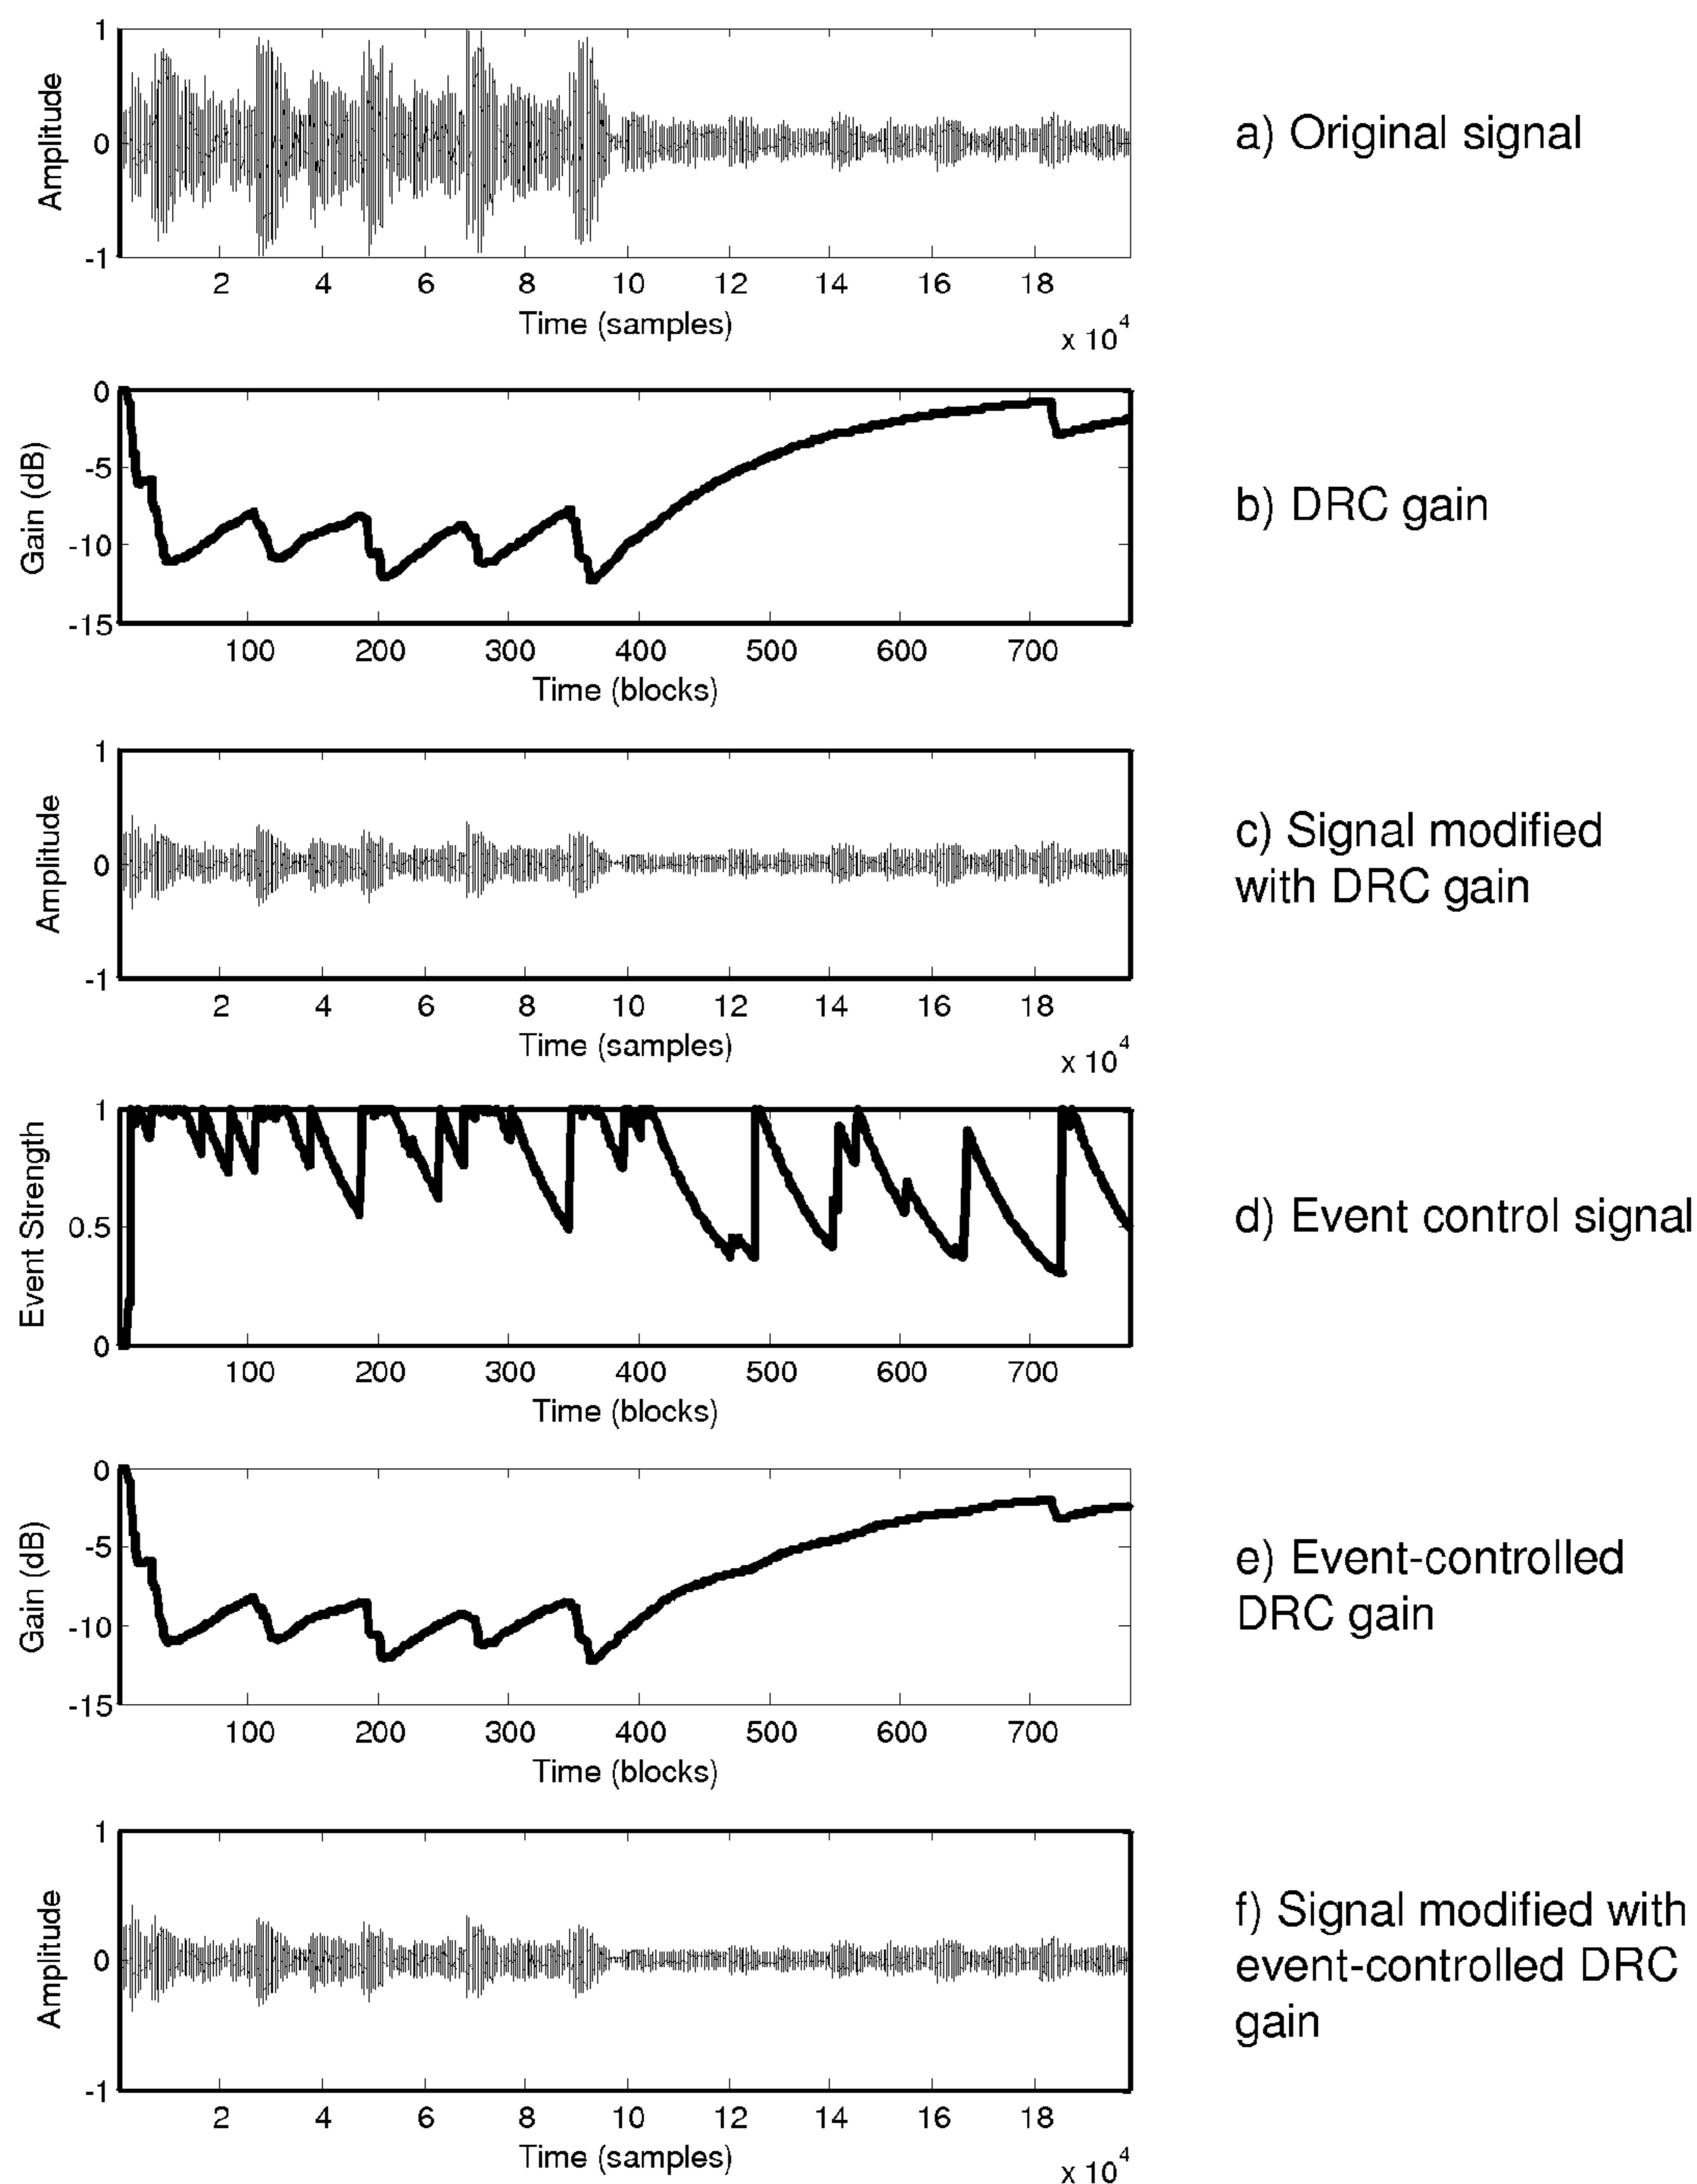 1
0
-1
Amplitude
2 4 6 8 10 12 14 16 18
Time (samples)
x 10^4
a) Original signal
0
-5
-10
-15
Gain (dB)
100 200 300 400 500 600 700
Time (blocks)
b) DRC gain
1
0
-1
Amplitude
2 4 6 8 10 12 14 16 18
Time (samples)
x 10^4
c) Signal modified
with DRC gain
1
0.5
0
Event Strength
100 200 300 400 500 600 700
Time (blocks)
d) Event control signal
0
-5
-10
-15
Gain (dB)
100 200 300 400 500 600 700
Time (blocks)
e) Event-controlled
DRC gain
1
0
-1
Amplitude
2 4 6 8 10 12 14 16 18
Time (samples)
x 10^4
f) Signal modified with
event-controlled DRC
gain